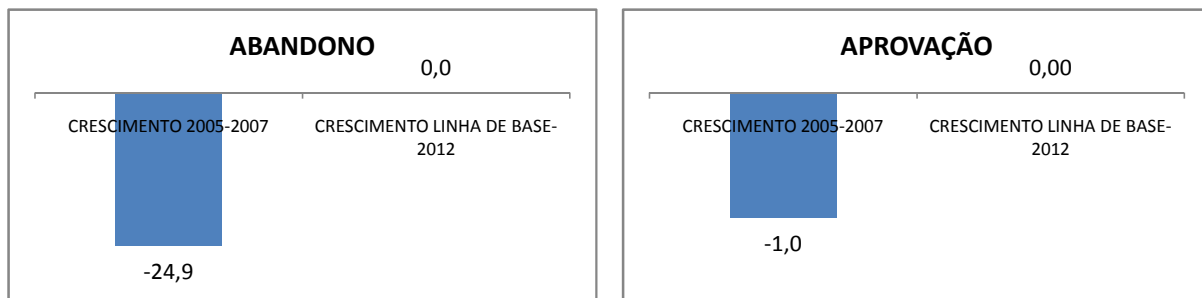 ABANDONO
0,0
CRESCIMENTO 2005-2007
CRESCIMENTO LINHA DE BASE-
2012
-24,9
APROVAÇÃO
0,00
CRESCIMENTO 2005-2007
CRESCIMENTO LINHA DE BASE-
2012
-1,0